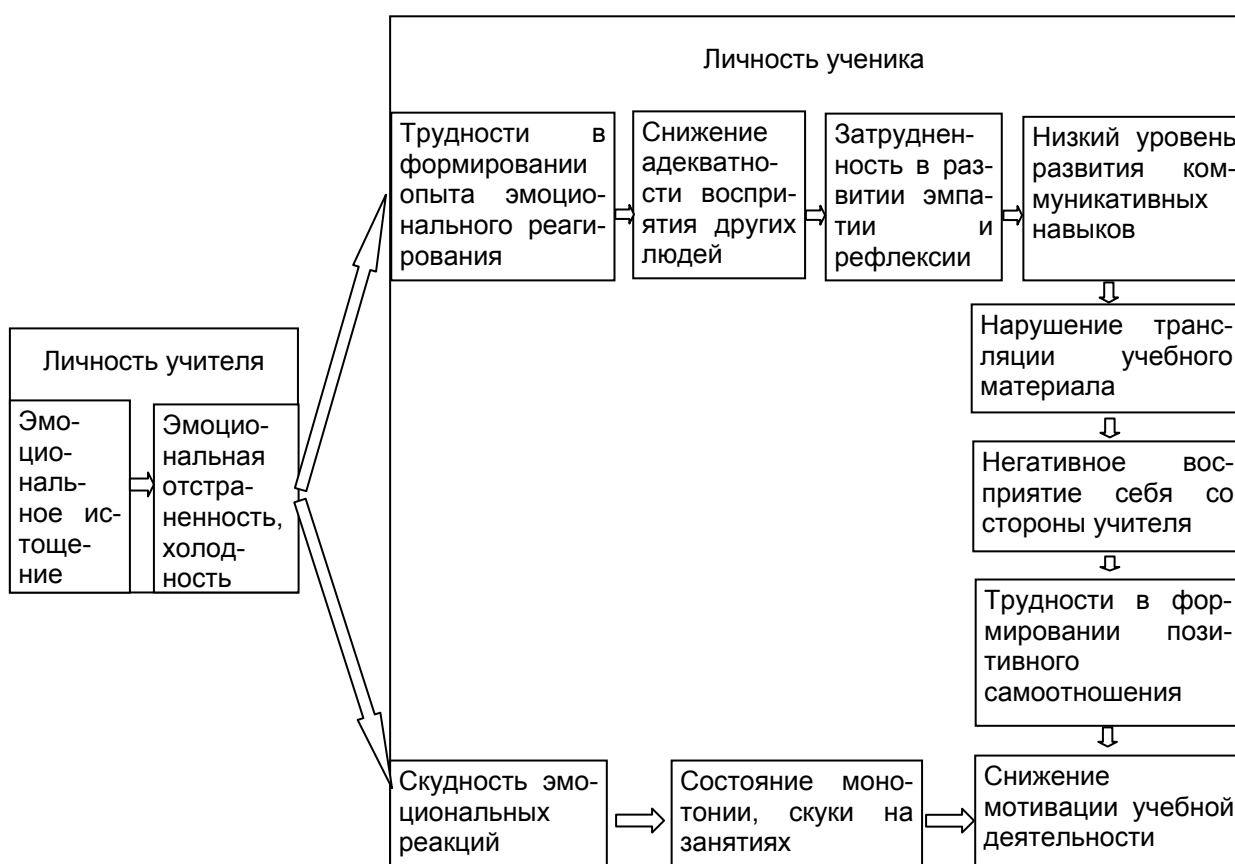 Личность ученика
Трудности в
формировании
опыта эмоцио-
нального реаги-
рования
Снижение
адекватно-
сти воспри-
ятия других
людей
Затруднен-
ность в раз-
витии эмпа-
тии и
рефлексии
Низкий уровень
развития ком-
муникативных
навыков
Нарушение транс-
ляции учебного
материала
Личность учителя
Эмо-
цио-
наль-
ное ис-
тоще-
ние
Эмоцио-
нальная
отстра-
ненность,
холод-
ность
Негативное вос-
приятие себя со
стороны учителя
Трудности в фор-
мировании пози-
тивного
самоотношения
Скудность эмо-
циональных
реакций
Состояние моно-
тонии, скуки на
занятиях
Снижение
мотивации учебной
деятельности